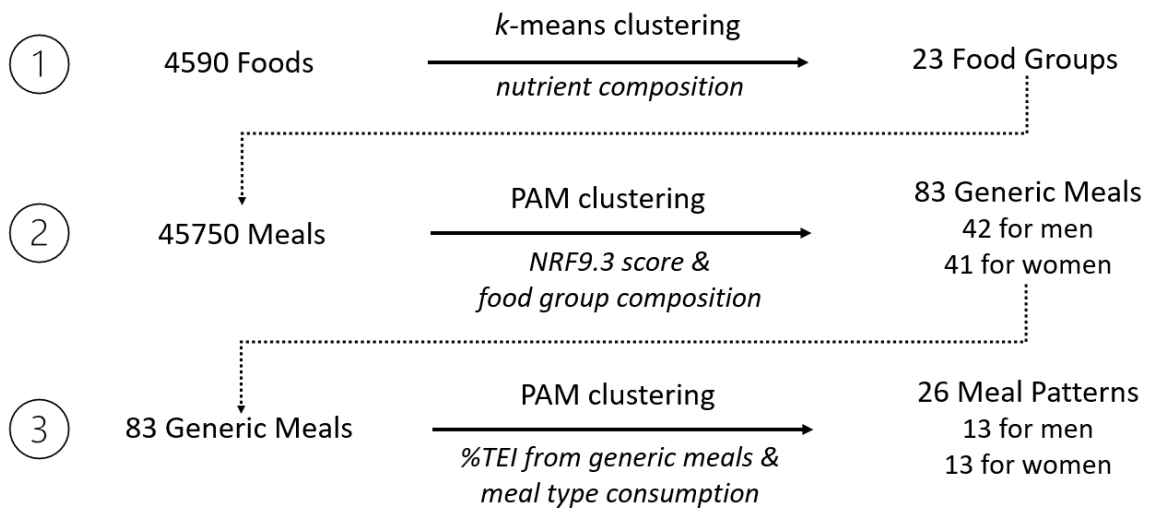 k-means clustering
1 4590 Foods 23 Food Groups
nutrient composition
PAM clustering
83 Generic Meals
2 45750 Meals 42 for men
NRF9.3 score &
41 for women
food group composition
PAM clustering
26 Meal Patterns
3 83 Generic Meals 13 for men
%TEI from generic meals &
13 for women
meal type consumption